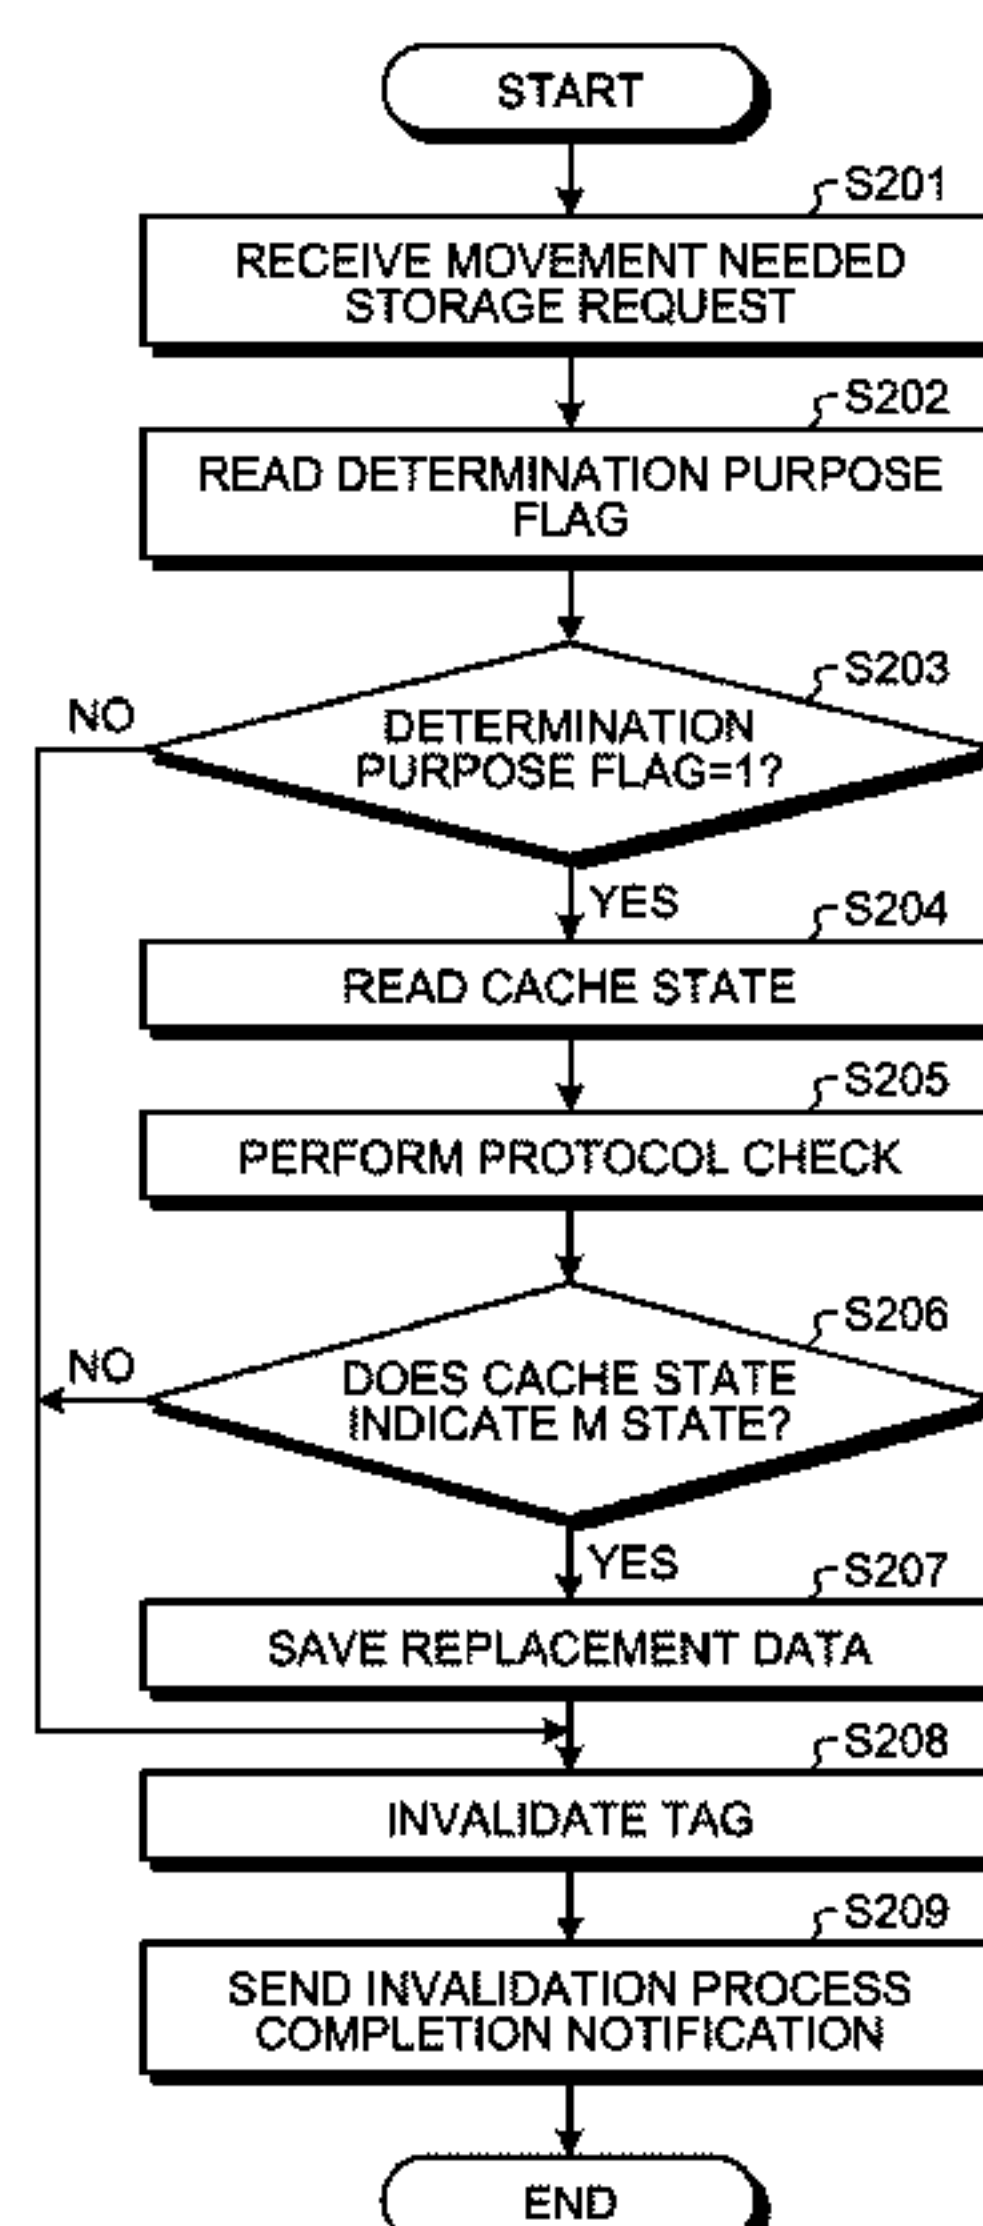 START
S201
RECEIVE MOVEMENT NEEDED
STORAGE REQUEST
S202
READ DETERMINATION PURPOSE
FLAG
S203
NO
DETERMINATION
PURPOSE FLAG=1?
YES
S204
READ CACHE STATE
S205
PERFORM PROTOCOL CHECK
S206
NO
DOES CACHE STATE
INDICATE M STATE?
YES
S207
SAVE REPLACEMENT DATA
S208
INVALIDATE TAG
S209
SEND INVALIDATION PROCESS
COMPLETION NOTIFICATION
END